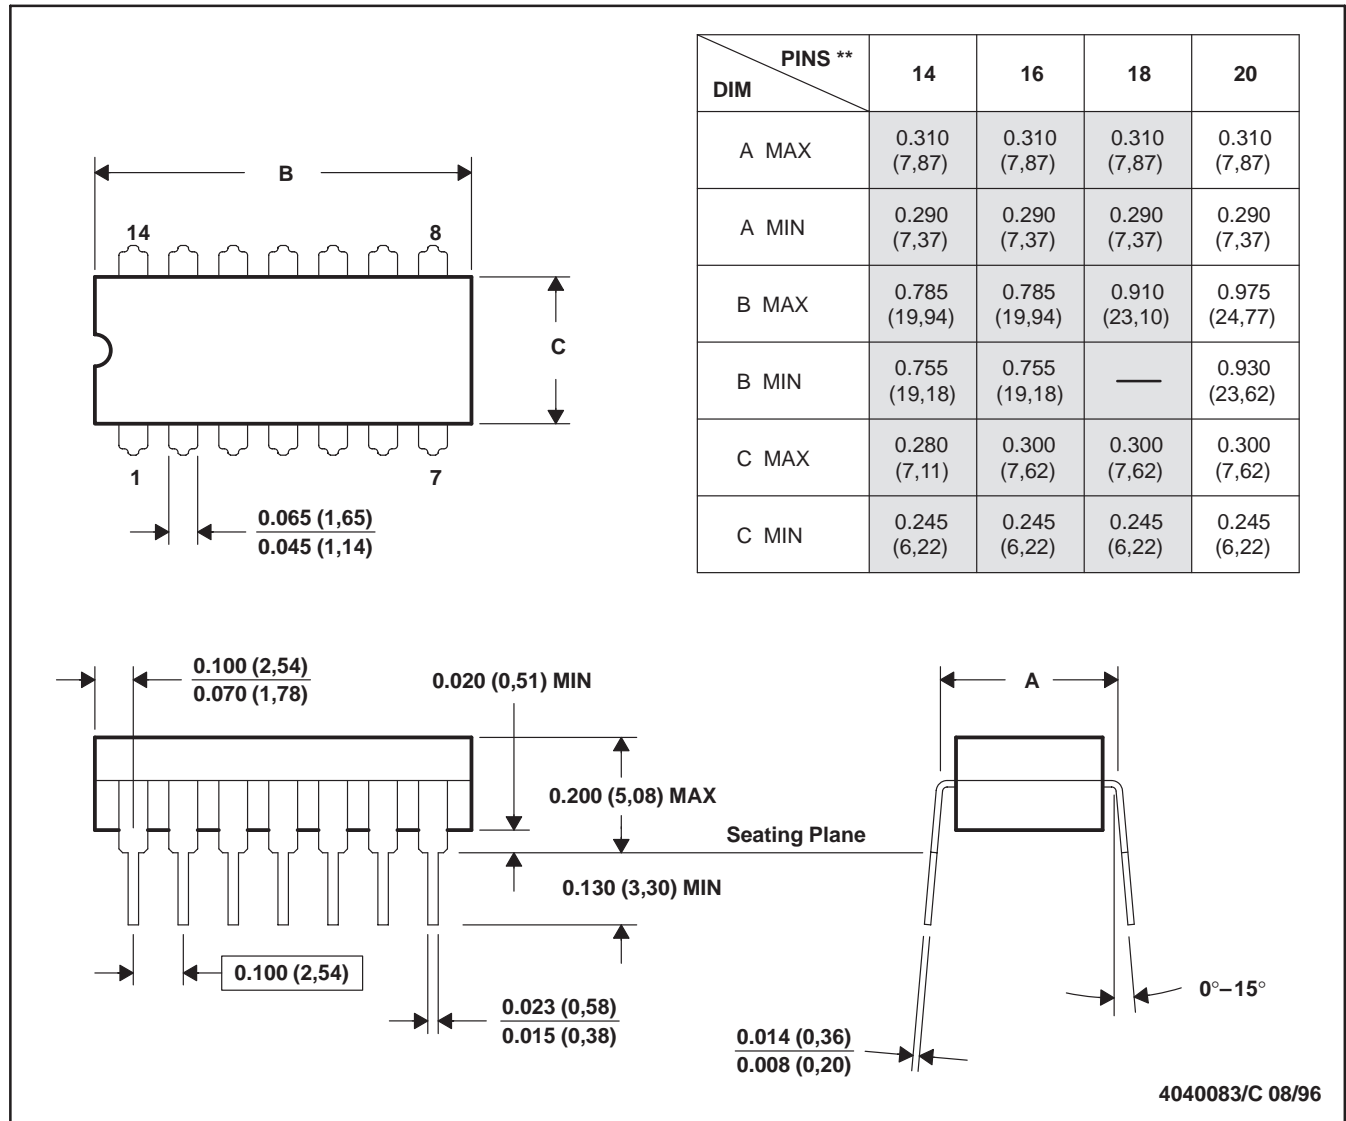 PINS **
DIM
14 16 18 20
A MAX
0.310 (7,87) 0.310 (7,87) 0.310 (7,87) 0.310 (7,87)
A MIN
0.290 (7,37) 0.290 (7,37) 0.290 (7,37) 0.290 (7,37)
B MAX
0.785 (19,94) 0.785 (19,94) 0.910 (23,10) 0.975 (24,77)
B MIN
0.755 (19,18) 0.755 (19,18) — 0.930 (23,62)
C MAX
0.280 (7,11) 0.300 (7,62) 0.300 (7,62) 0.300 (7,62)
C MIN
0.245 (6,22) 0.245 (6,22) 0.245 (6,22) 0.245 (6,22)
B
14 8
C
1 7
0.065 (1,65)
0.045 (1,14)
0.100 (2,54)
0.070 (1,78)
0.020 (0,51) MIN
0.200 (5,08) MAX
Seating Plane
0.130 (3,30) MIN
0.100 (2,54)
0.023 (0,58)
0.015 (0,38)
A
0°–15°
0.014 (0,36)
0.008 (0,20)
4040083/C 08/96